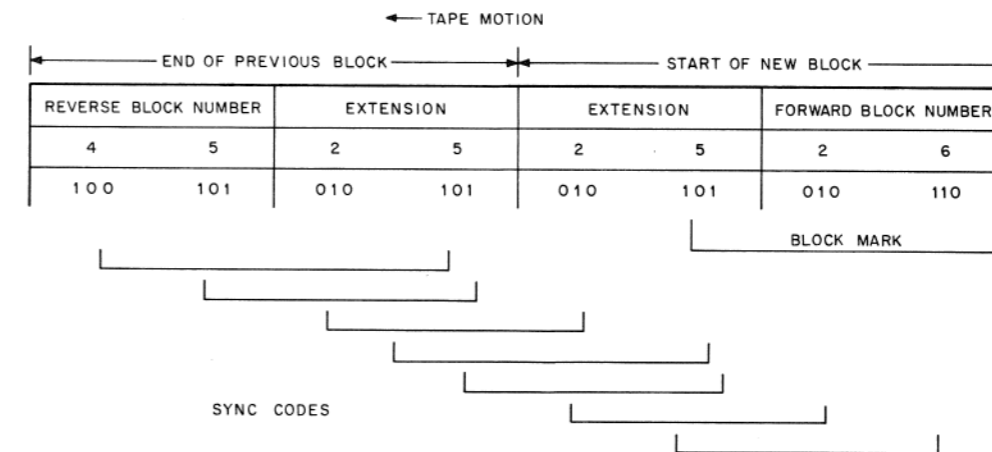 ← TAPE MOTION
END OF PREVIOUS BLOCK START OF NEW BLOCK
REVERSE BLOCK NUMBER EXTENSION EXTENSION FORWARD BLOCK NUMBER
4 5 2 5 2 5 2 6
100 101 010 101 010 101 010 110
BLOCK MARK
SYNC CODES